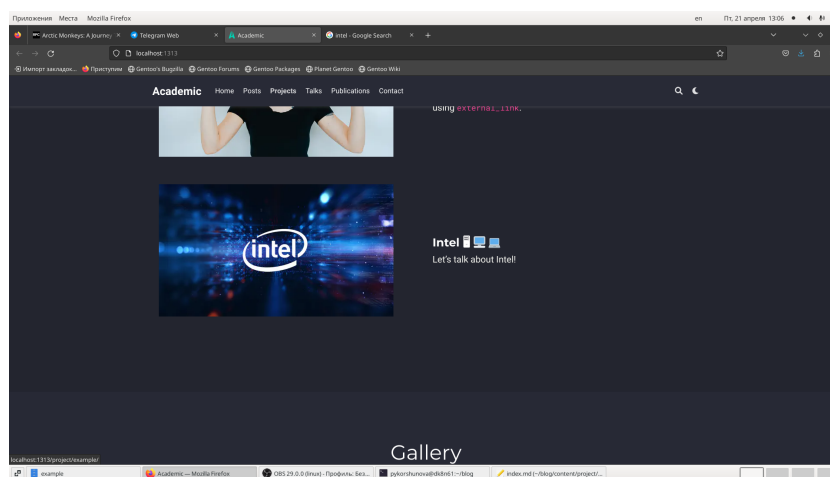 Приложения Места Mozilla Firefox en Пт, 21 апреля 13:06
Arctic Monkeys: A Journey Telegram Web Academic intel - Google Search
localhost:1313
Импорт закладок... Приступим Gentoo's Bugzilla Gentoo Forums Gentoo Packages Planet Gentoo Gentoo Wiki
Academic Home Posts Projects Talks Publications Contact
using external_link.
intel
Intel
Let's talk about Intel!
Gallery
localhost:1313/project/example/
example Academic — Mozilla Firefox OBS 29.0.0 (linux) - Профиль: Без... pykorshunova@dk8n61:~/blog index.md (~/blog/content/project/...